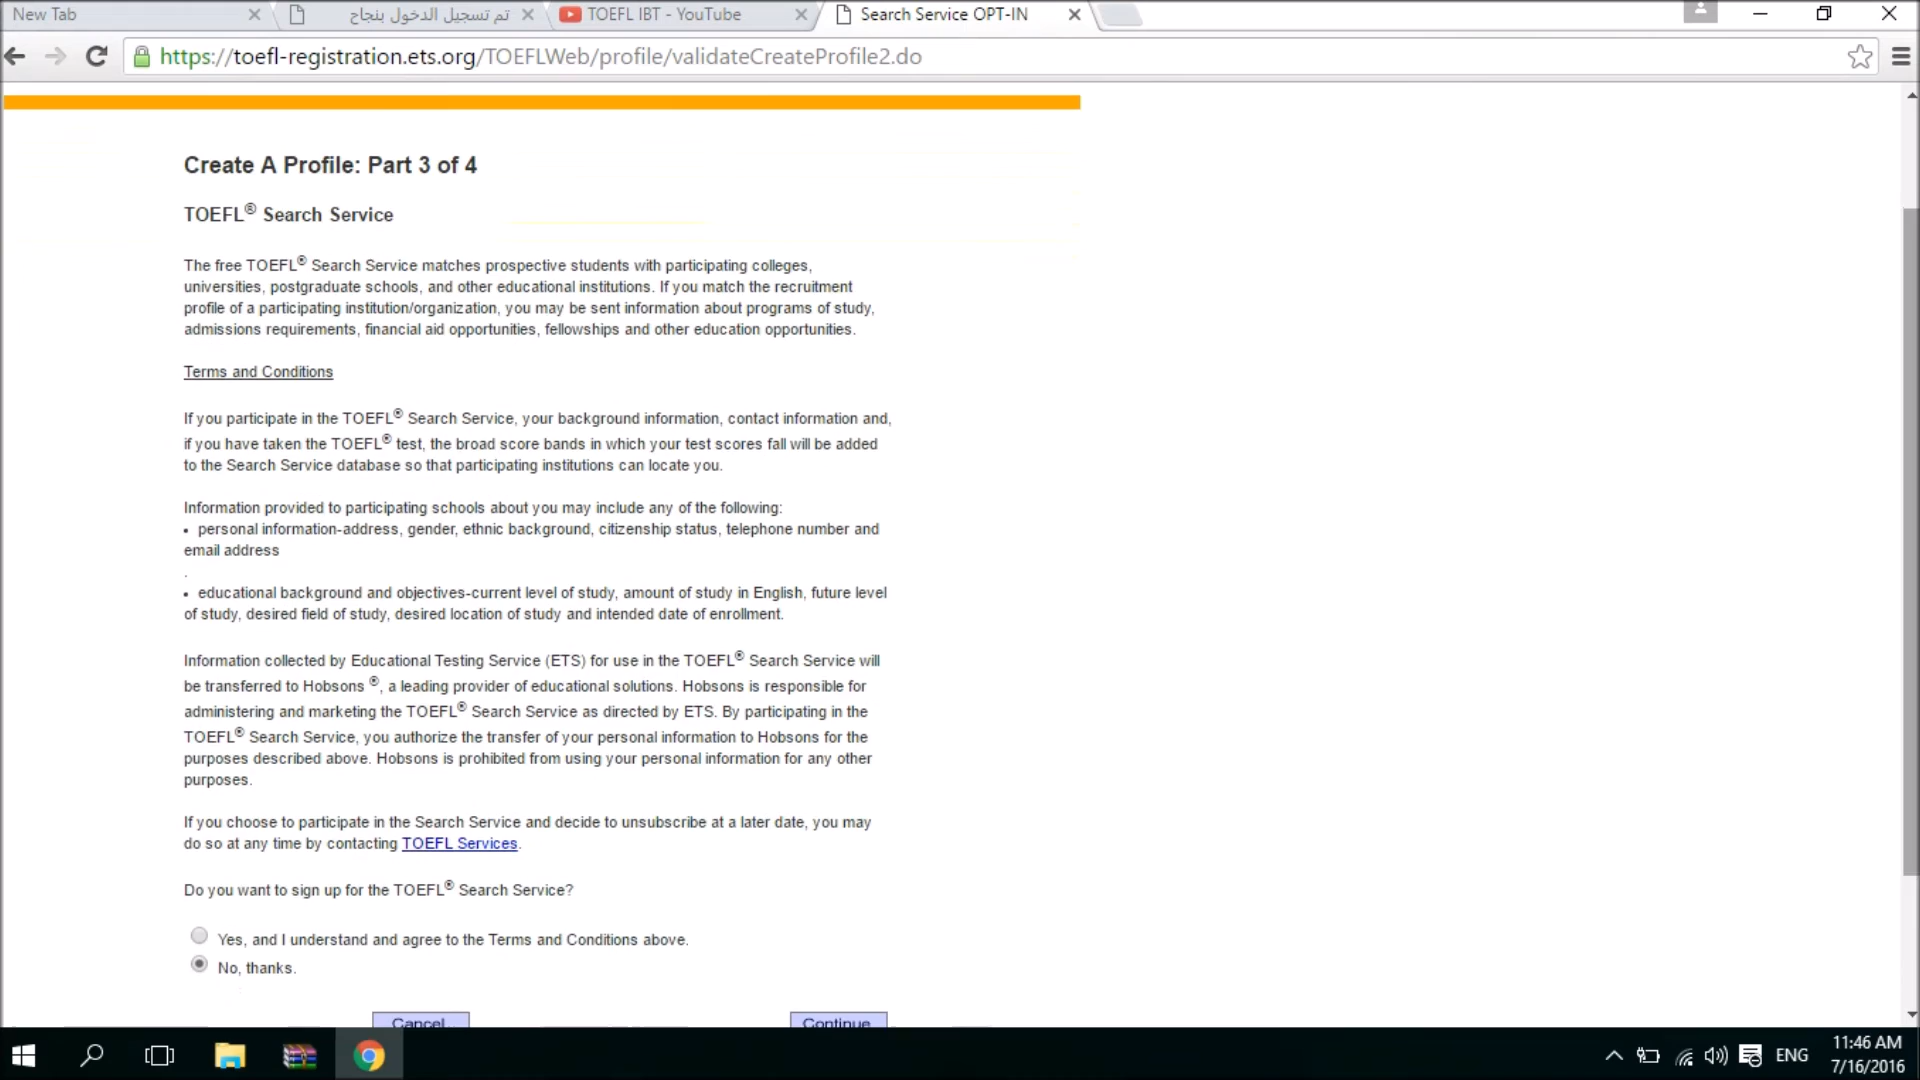 New Tab
تم تسجيل الدخول بنجاح
TOEFL IBT - YouTube
Search Service OPT-IN
https://toefl-registration.ets.org/TOEFLWeb/profile/validateCreateProfile2.do
Create A Profile: Part 3 of 4
TOEFL® Search Service
The free TOEFL® Search Service matches prospective students with participating colleges,
universities, postgraduate schools, and other educational institutions. If you match the recruitment
profile of a participating institution/organization, you may be sent information about programs of study,
admissions requirements, financial aid opportunities, fellowships and other education opportunities.
Terms and Conditions
If you participate in the TOEFL® Search Service, your background information, contact information and,
if you have taken the TOEFL® test, the broad score bands in which your test scores fall will be added
to the Search Service database so that participating institutions can locate you.
Information provided to participating schools about you may include any of the following:
• personal information-address, gender, ethnic background, citizenship status, telephone number and
email address
.
• educational background and objectives-current level of study, amount of study in English, future level
of study, desired field of study, desired location of study and intended date of enrollment.
Information collected by Educational Testing Service (ETS) for use in the TOEFL® Search Service will
be transferred to Hobsons ®, a leading provider of educational solutions. Hobsons is responsible for
administering and marketing the TOEFL® Search Service as directed by ETS. By participating in the
TOEFL® Search Service, you authorize the transfer of your personal information to Hobsons for the
purposes described above. Hobsons is prohibited from using your personal information for any other
purposes.
If you choose to participate in the Search Service and decide to unsubscribe at a later date, you may
do so at any time by contacting TOEFL Services.
Do you want to sign up for the TOEFL® Search Service?
Yes, and I understand and agree to the Terms and Conditions above.
No, thanks.
Cancel..
Continue
ENG
11:46 AM
7/16/2016